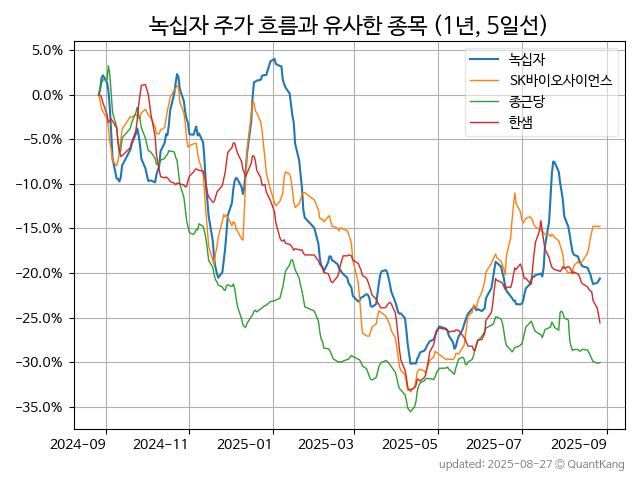 녹십자 주가 흐름과 유사한 종목 (1년, 5일선)
녹십자
SK바이오사이언스
종근당
한샘
5.0%
0.0%
−5.0%
−10.0%
−15.0%
−20.0%
−25.0%
−30.0%
−35.0%
2024-09 2024-11 2025-01 2025-03 2025-05 2025-07 2025-09
updated: 2025-08-27 © QuantKang